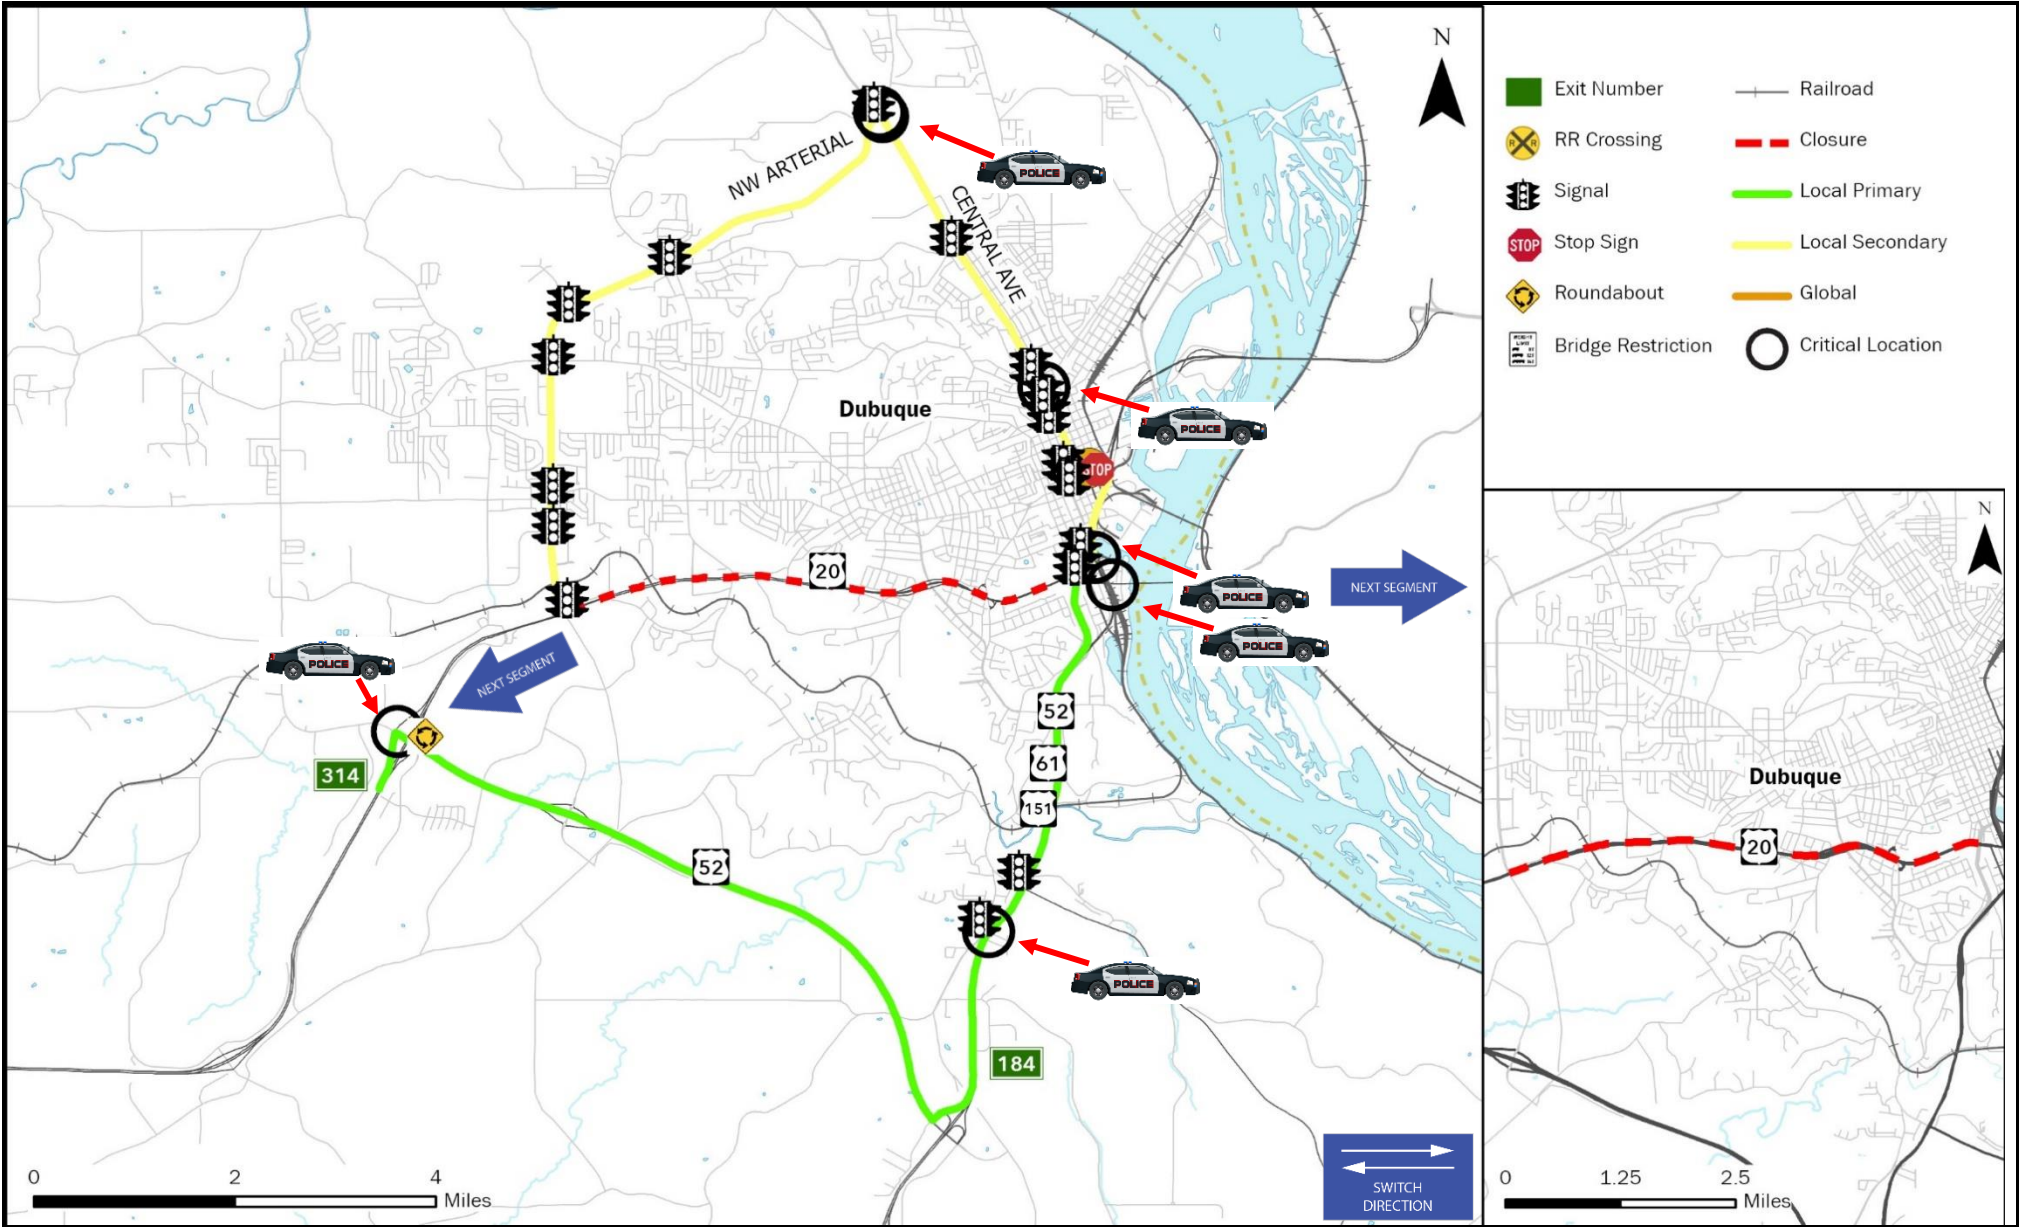 N
NW ARTERIAL
POLICE
CENTRAL AVE
Dubuque
POLICE
STOP
20
POLICE
NEXT SEGMENT
POLICE
POLICE
NEXT SEGMENT
52
61
314
151
52
POLICE
184
0 2 4
Miles
SWITCH
DIRECTION
Exit Number
Railroad
R R
RR Crossing
Closure
Signal
Local Primary
STOP
Stop Sign
Local Secondary
Roundabout
Global
Bridge Restriction
Critical Location
N
Dubuque
20
0 1.25 2.5
Miles